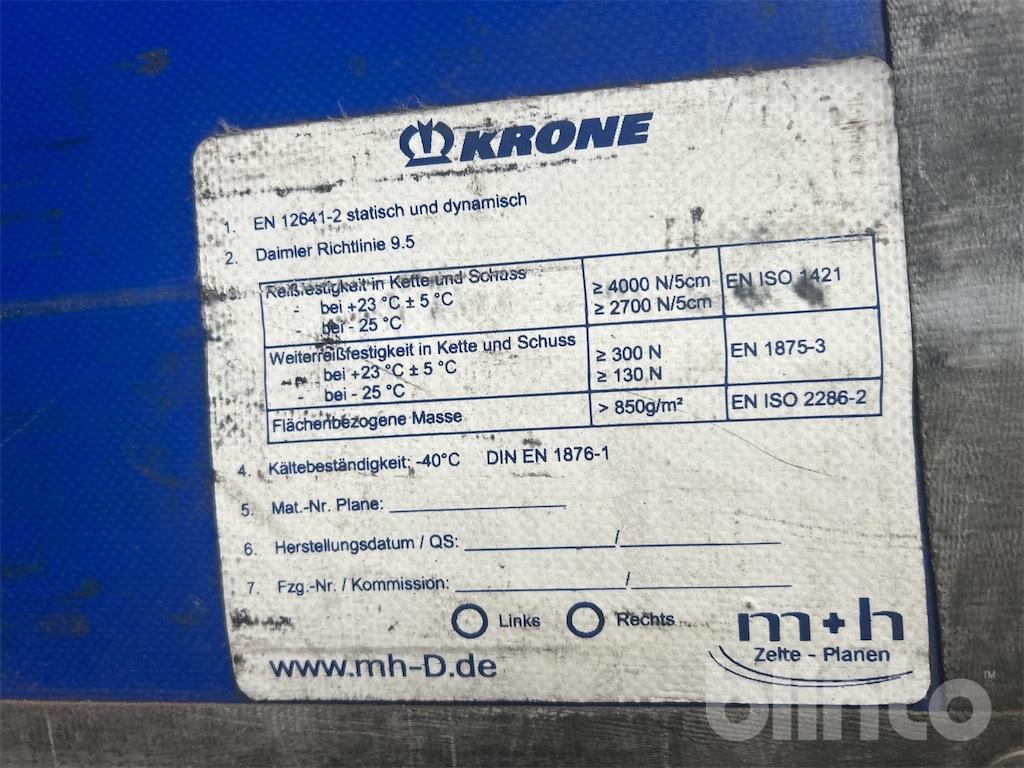 KRONE
1. EN 12641-2 statisch und dynamisch
2. Daimler Richtlinie 9.5
Reißfestigkeit in Kette und Schuss
- bei +23 °C ± 5 °C ≥ 4000 N/5cm EN ISO 1421
- bei - 25 °C ≥ 2700 N/5cm
Weiterreißfestigkeit in Kette und Schuss
- bei +23 °C ± 5 °C ≥ 300 N EN 1875-3
- bei - 25 °C ≥ 130 N
Flächenbezogene Masse > 850g/m² EN ISO 2286-2
4. Kältebeständigkeit: -40°C DIN EN 1876-1
5. Mat.-Nr. Plane:
6. Herstellungsdatum / QS: /
7. Fzg.-Nr. / Kommission: /
Links Rechts
m+h
Zelte - Planen
www.mh-D.de
blinto™